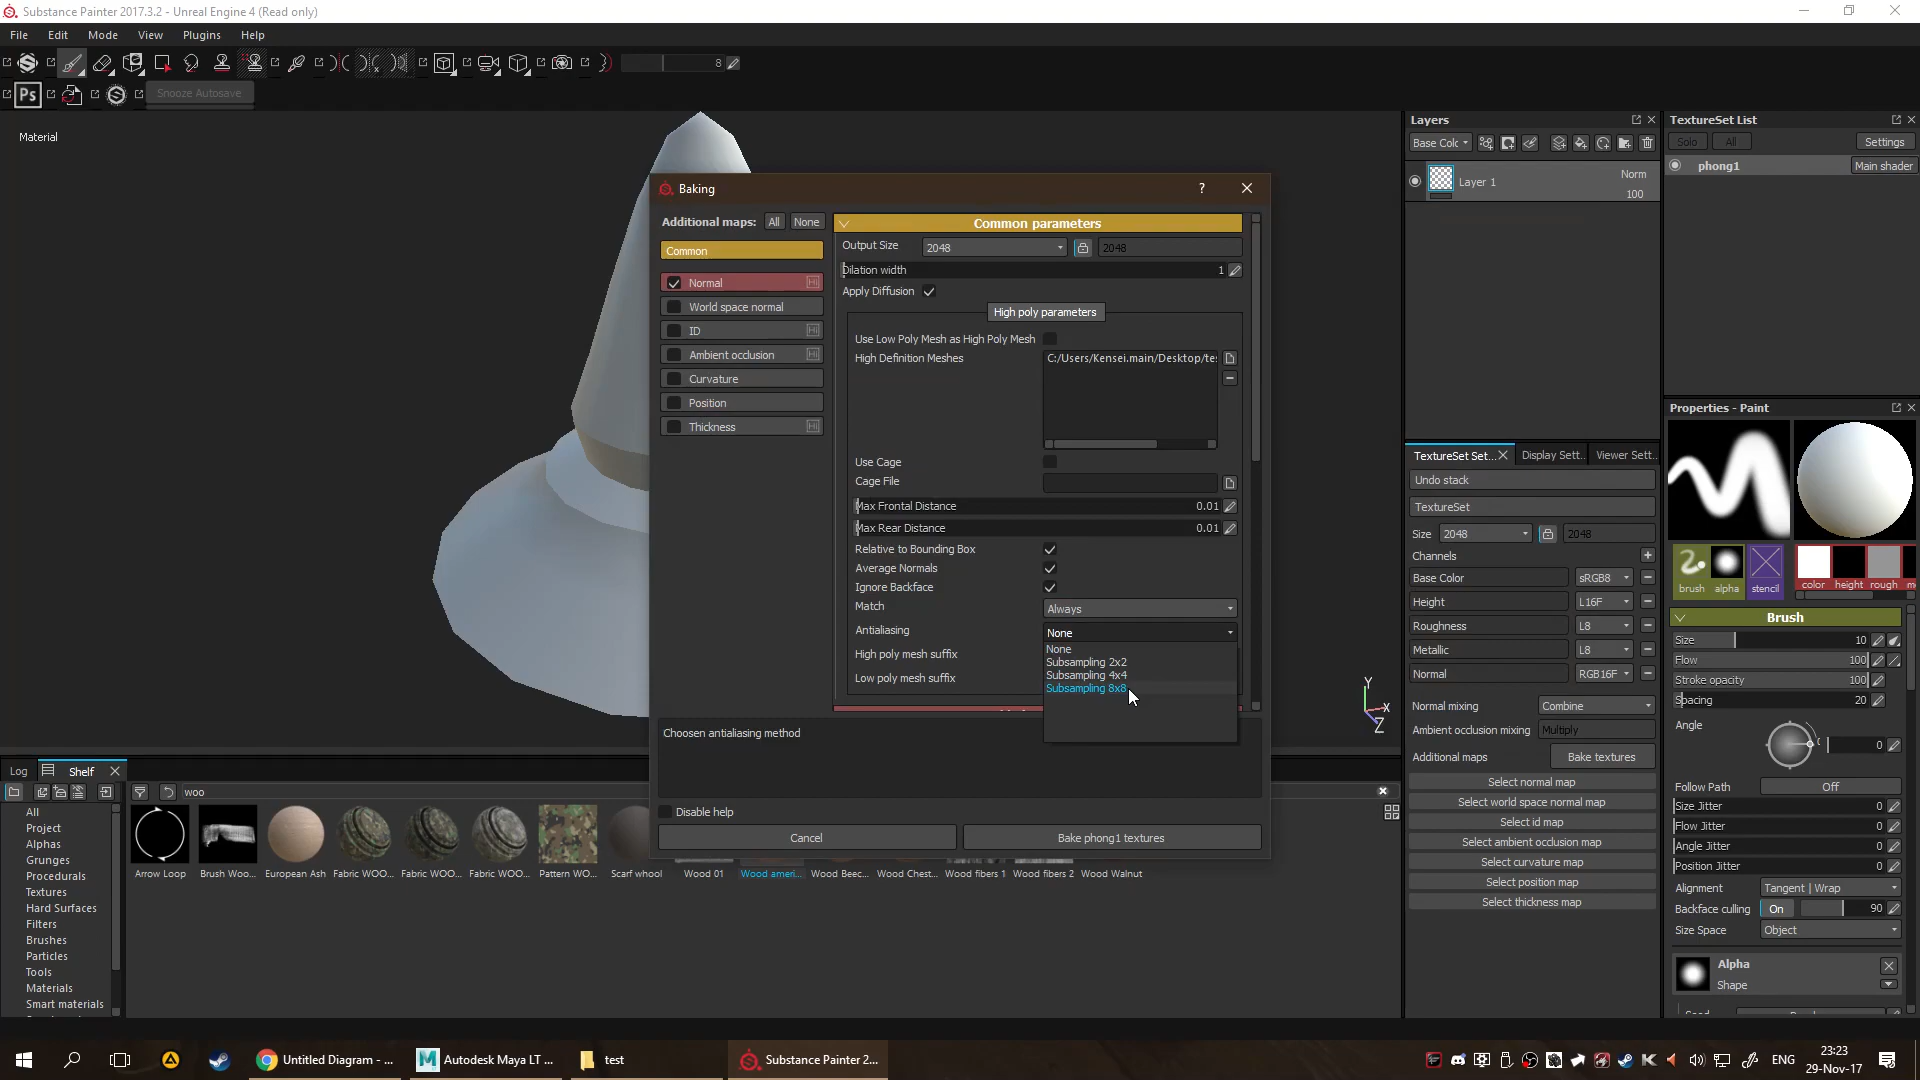 Substance Painter 2017.3.2 - Unreal Engine 4 (Read only)
File Edit Mode View Plugins Help
8
Ps Snooze Autosave
Material
Baking ?
Additional maps: All None
Common
Normal
World space normal
ID
Ambient occlusion
Curvature
Position
Thickness
Common parameters
Output Size 2048 2048
Dilation width 1
Apply Diffusion
High poly parameters
Use Low Poly Mesh as High Poly Mesh
High Definition Meshes C:/Users/Kensei.main/Desktop/te
Use Cage
Cage File
Max Frontal Distance 0.01
Max Rear Distance 0.01
Relative to Bounding Box
Average Normals
Ignore Backface
Match Always
Antialiasing None
None
Subsampling 2x2
Subsampling 4x4
Subsampling 8x8
High poly mesh suffix
Low poly mesh suffix
Choosen antialiasing method
Disable help
Cancel Bake phong1 textures
Y
X
Z
Layers
Base Colc
Layer 1 Norm
100
TextureSet List
Solo All Settings
phong1 Main shader
TextureSet Set... Display Sett.. Viewer Sett..
Undo stack
TextureSet
Size 2048 2048
Channels
Base Color sRGB8
Height L16F
Roughness L8
Metallic L8
Normal RGB16F
Normal mixing Combine
Ambient occlusion mixing Multiply
Additional maps Bake textures
Select normal map
Select world space normal map
Select id map
Select ambient occlusion map
Select curvature map
Select position map
Select thickness map
Properties - Paint
brush alpha stencil
color height rough m
Brush
Size 10
Flow 100
Stroke opacity 100
Spacing 20
Angle 0
Follow Path Off
Size Jitter 0
Flow Jitter 0
Angle Jitter 0
Position Jitter 0
Alignment Tangent | Wrap
Backface culling On 90
Size Space Object
Alpha
Shape
Log Shelf
woo
All
Project
Alphas
Grunges
Procedurals
Textures
Hard Surfaces
Filters
Brushes
Particles
Tools
Materials
Smart materials
Arrow Loop Brush Woo... European Ash Fabric WOO... Fabric WOO... Fabric WOO... Pattern WO... Scarf whool Wood 01 Wood ameri... Wood Beec... Wood Chest... Wood fibers 1 Wood fibers 2 Wood Walnut
Untitled Diagram - ... Autodesk Maya LT ... test Substance Painter 2...
ENG 23:23
29-Nov-17